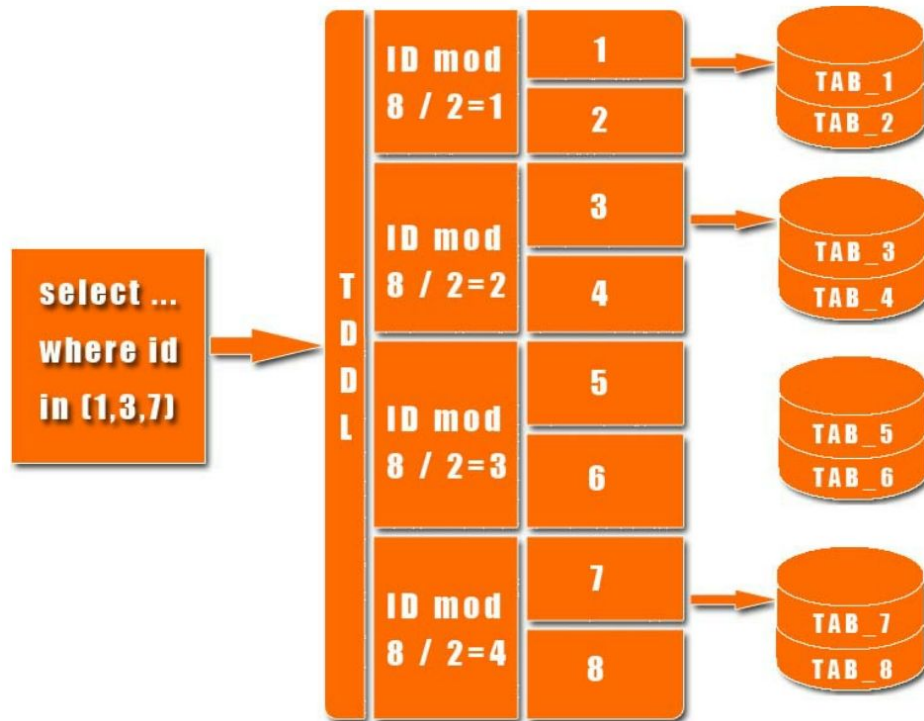 select ...
where id
in (1,3,7)
T
D
D
L
ID mod
8 / 2=1
1
2
TAB_1
TAB_2
ID mod
8 / 2=2
3
4
TAB_3
TAB_4
ID mod
8 / 2=3
5
6
TAB_5
TAB_6
ID mod
8 / 2=4
7
8
TAB_7
TAB_8